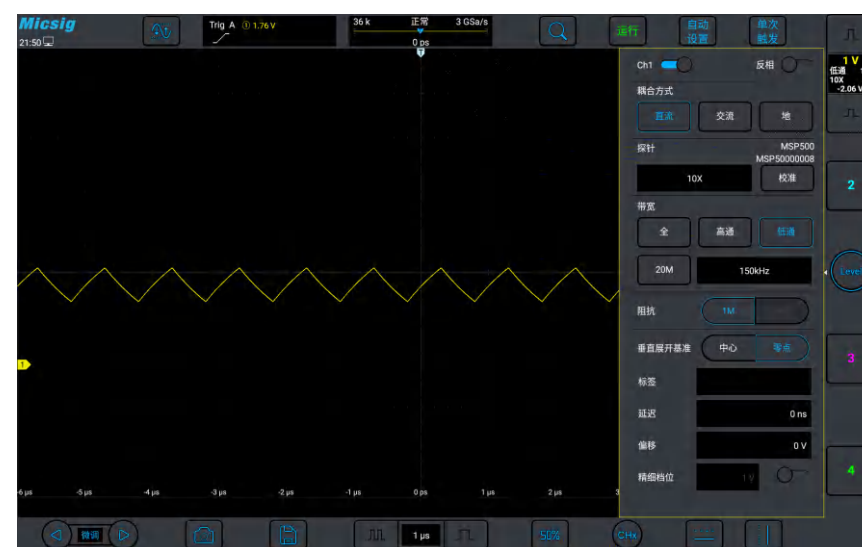 Micsig
21:50
Trig A ① 1.76 V
36 k 正常 3 GSa/s
0 ps
T
运行
自动
设置
单次
触发
Ch1
反相
1 V
低通
10X
-2.06 V
耦合方式
直流 交流 地
探针
MSP500
MSP50000008
10X 校准
带宽
全 高通 低通
20M 150kHz
阻抗
1M
垂直展开基准 中心 零点
标签
延迟 0 ns
偏移 0 V
精细档位 1 V
2
Level
3
4
1
-6 μs -5 μs -4 μs -3 μs -2 μs -1 μs 0 ps 1 μs 2 μs 3
微调
1 μs
50%
CHx